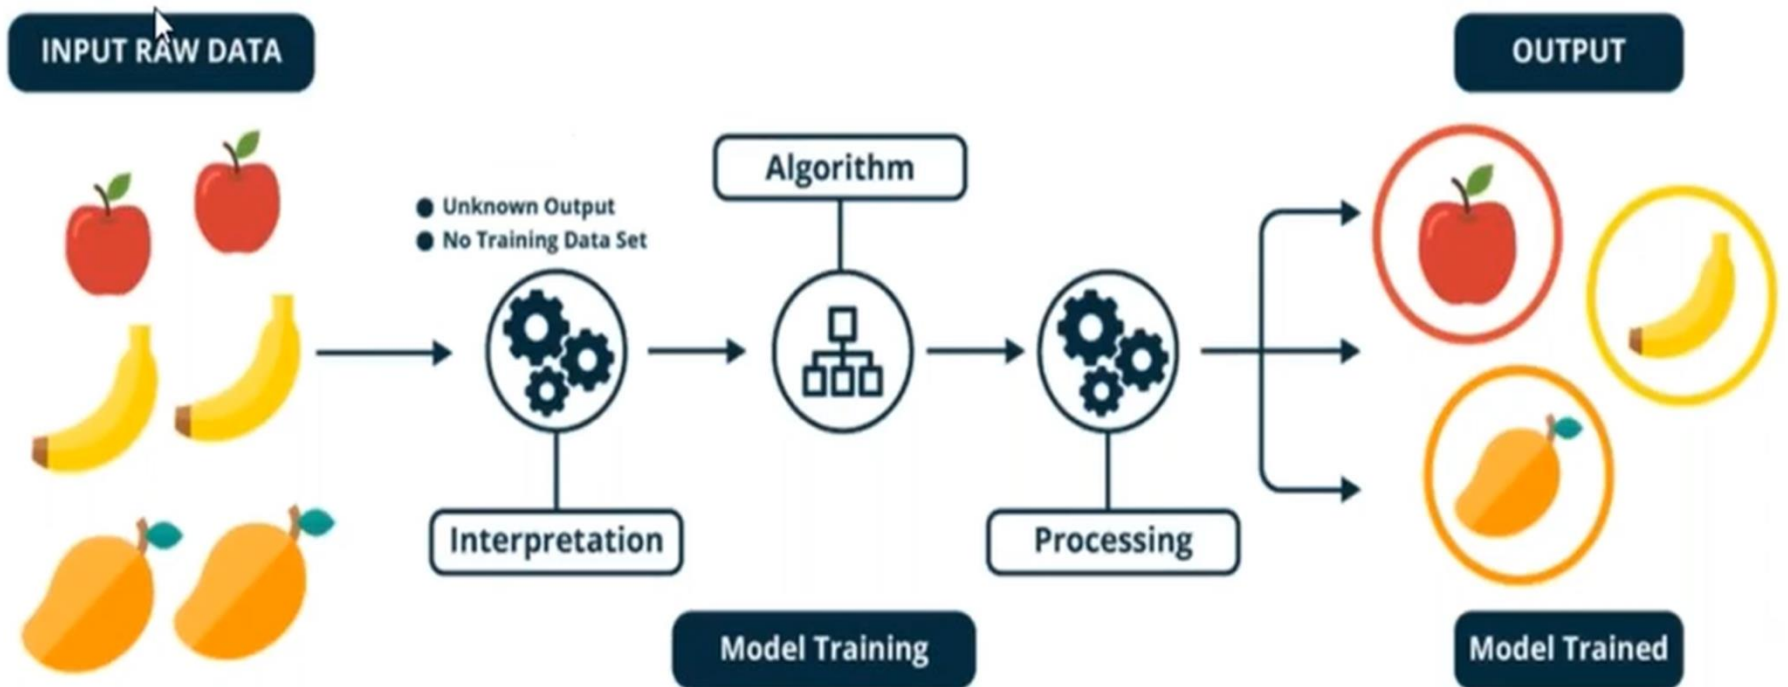 INPUT RAW DATA
OUTPUT
Algorithm
● Unknown Output
● No Training Data Set
Interpretation
Processing
Model Training
Model Trained